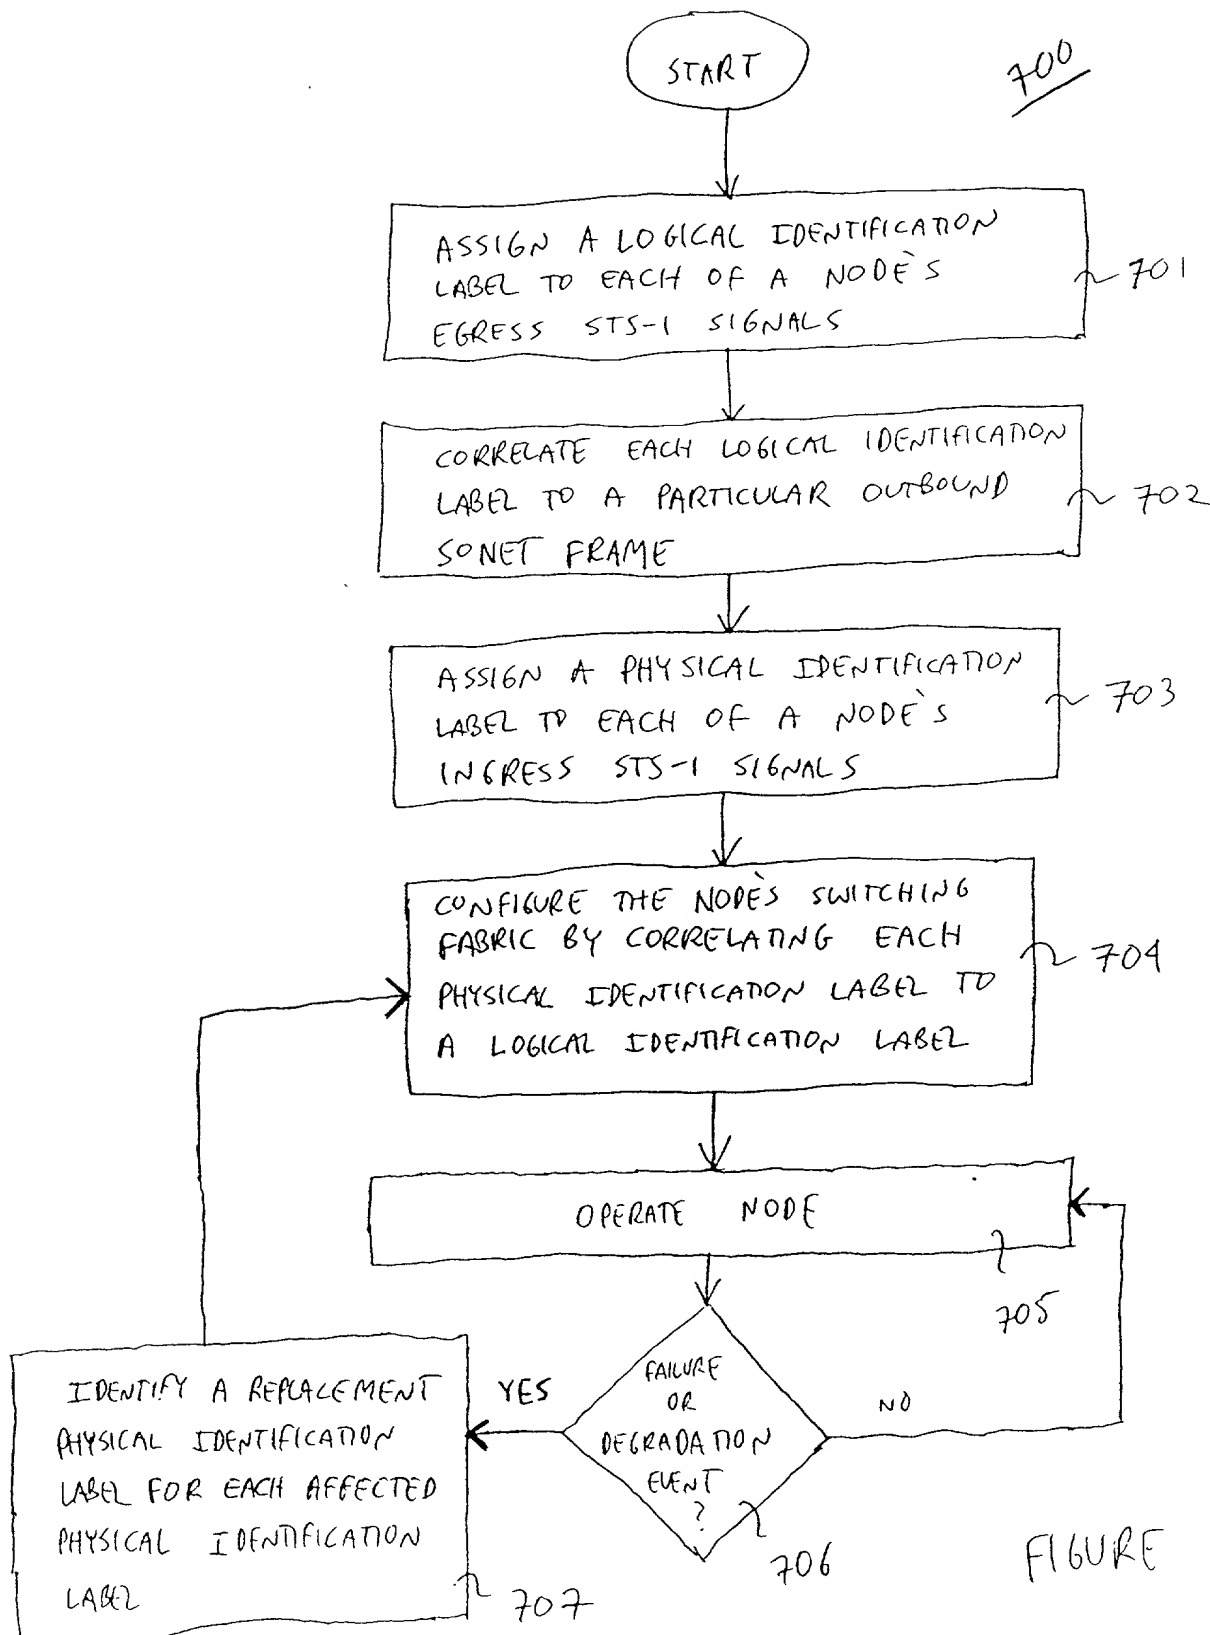 START
700
ASSIGN A LOGICAL IDENTIFICATION
LABEL TO EACH OF A NODE'S
EGRESS STS-1 SIGNALS
701
CORRELATE EACH LOGICAL IDENTIFICATION
LABEL TO A PARTICULAR OUTBOUND
SONET FRAME
702
ASSIGN A PHYSICAL IDENTIFICATION
LABEL TO EACH OF A NODE'S
INGRESS STS-1 SIGNALS
703
CONFIGURE THE NODE'S SWITCHING
FABRIC BY CORRELATING EACH
PHYSICAL IDENTIFICATION LABEL TO
A LOGICAL IDENTIFICATION LABEL
704
OPERATE NODE
705
FAILURE
OR
DEGRADATION
EVENT
?
706
YES
NO
IDENTIFY A REPLACEMENT
PHYSICAL IDENTIFICATION
LABEL FOR EACH AFFECTED
PHYSICAL IDENTIFICATION
LABEL
707
FIGURE